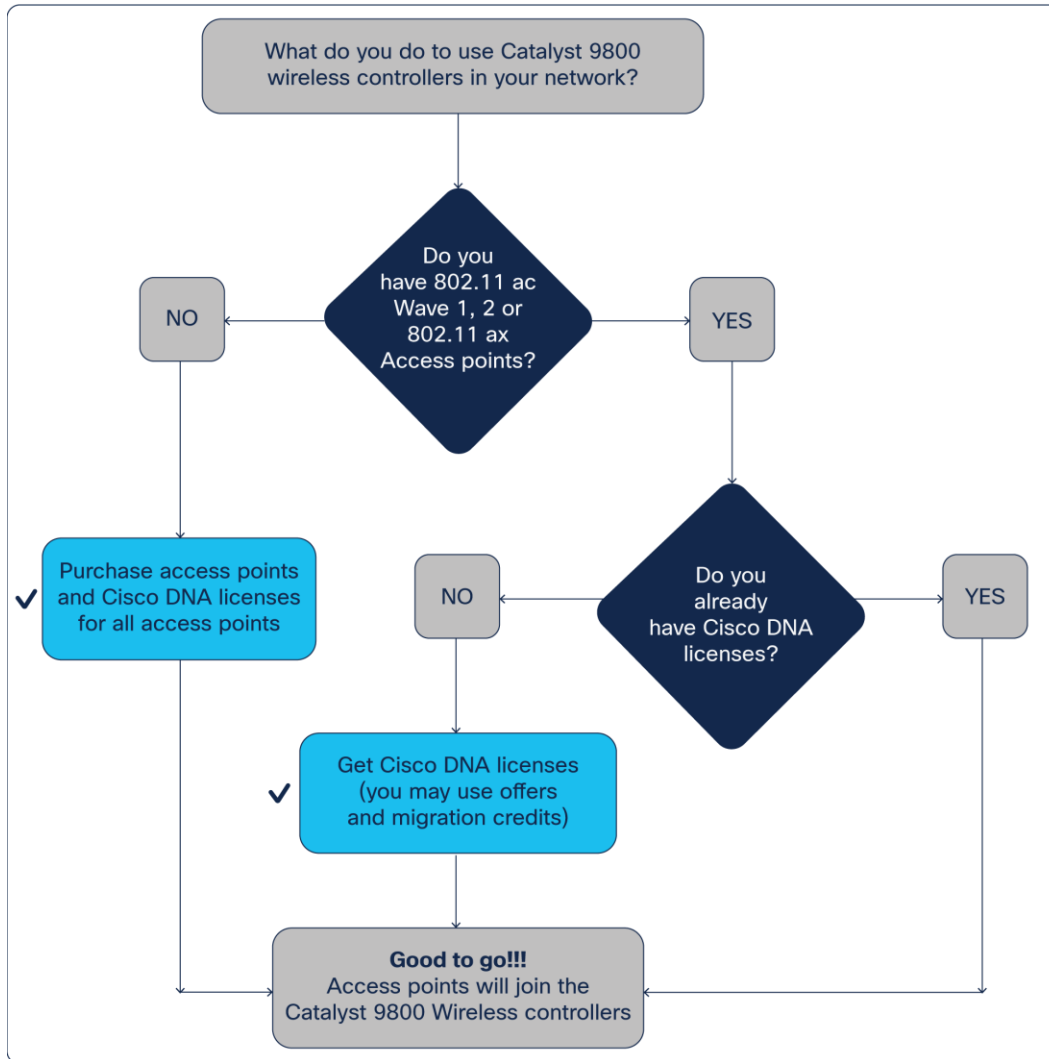 What do you do to use Catalyst 9800
wireless controllers in your network?
Do you
have 802.11 ac
Wave 1, 2 or
802.11 ax
Access points?
NO
YES
Purchase access points
and Cisco DNA licenses
for all access points
NO
Do you
already
have Cisco DNA
licenses?
YES
Get Cisco DNA licenses
(you may use offers
and migration credits)
Good to go!!!
Access points will join the
Catalyst 9800 Wireless controllers